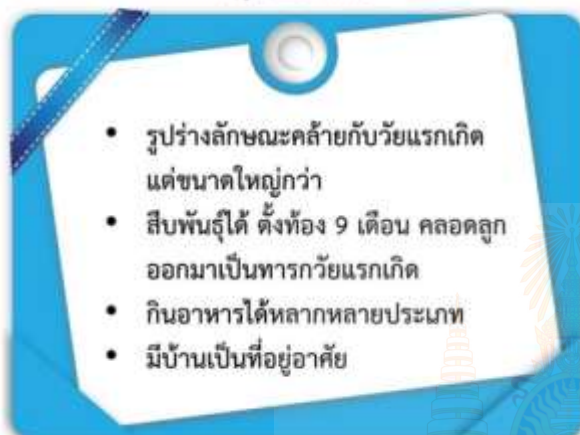 • รูปร่างลักษณะคล้ายกับวัยแรกเกิด
แต่ขนาดใหญ่กว่า
• สืบพันธุ์ได้ ตั้งท้อง 9 เดือน คลอดลูก
ออกมาเป็นทารกวัยแรกเกิด
• กินอาหารได้หลากหลายประเภท
• มีบ้านเป็นที่อยู่อาศัย